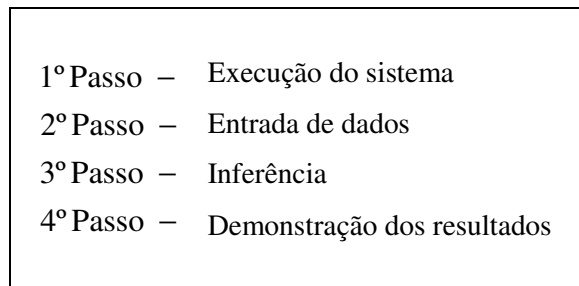 1º Passo – Execução do sistema
2º Passo – Entrada de dados
3º Passo – Inferência
4º Passo – Demonstração dos resultados